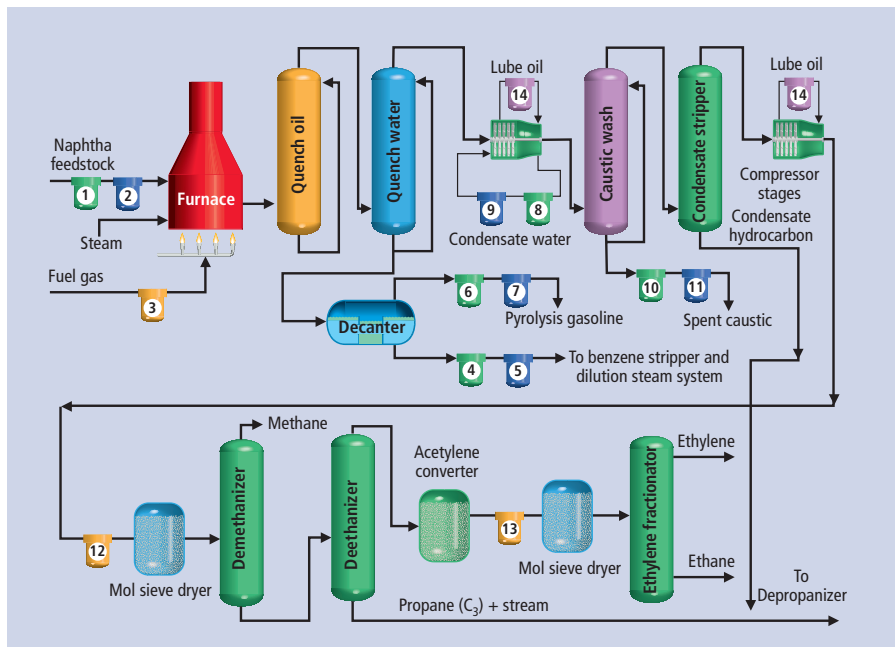 Naphtha
feedstock
1
2
Furnace
Steam
Fuel gas
3
Quench oil
Quench water
Lube oil
14
9
8
Condensate water
Caustic wash
Condensate stripper
Lube oil
14
Compressor
stages
Condensate
hydrocarbon
Decanter
6
7
Pyrolysis gasoline
4
5
To benzene stripper and
dilution steam system
10
11
Spent caustic
12
Mol sieve dryer
Methane
Demethanizer
Deethanizer
Acetylene
converter
13
Mol sieve dryer
Ethylene fractionator
Ethylene
Ethane
Propane (C₃) + stream
To
Depropanizer